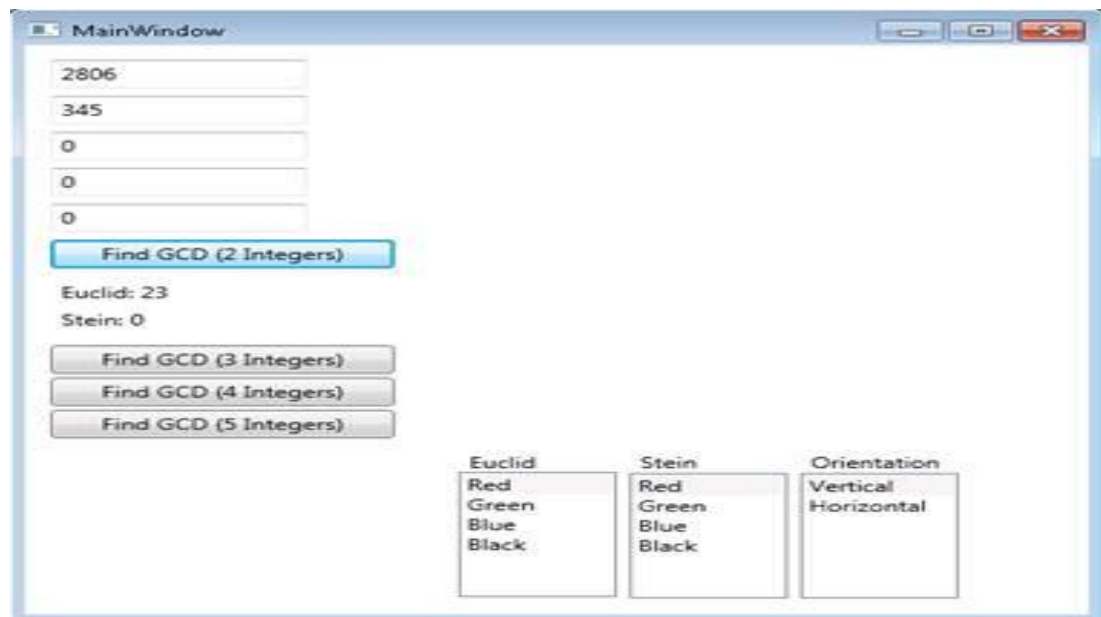 MainWindow
2806
345
0
0
0
Find GCD (2 Integers)
Euclid: 23
Stein: 0
Find GCD (3 Integers)
Find GCD (4 Integers)
Find GCD (5 Integers)
Euclid Stein Orientation
Red Red Vertical
Green Green Horizontal
Blue Blue
Black Black